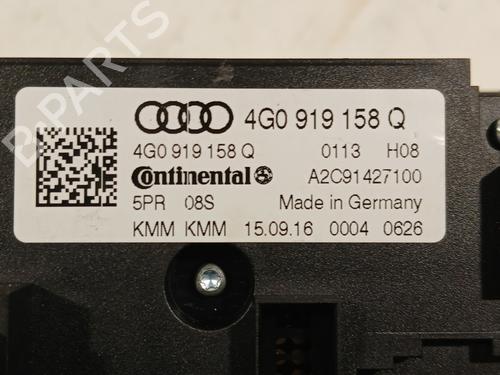 4G0 919 158 Q
4G0 919 158 Q 0113 H08
Continental A2C91427100
5PR 08S Made in Germany
KMM KMM 15.09.16 0004 0626
B-PARTS